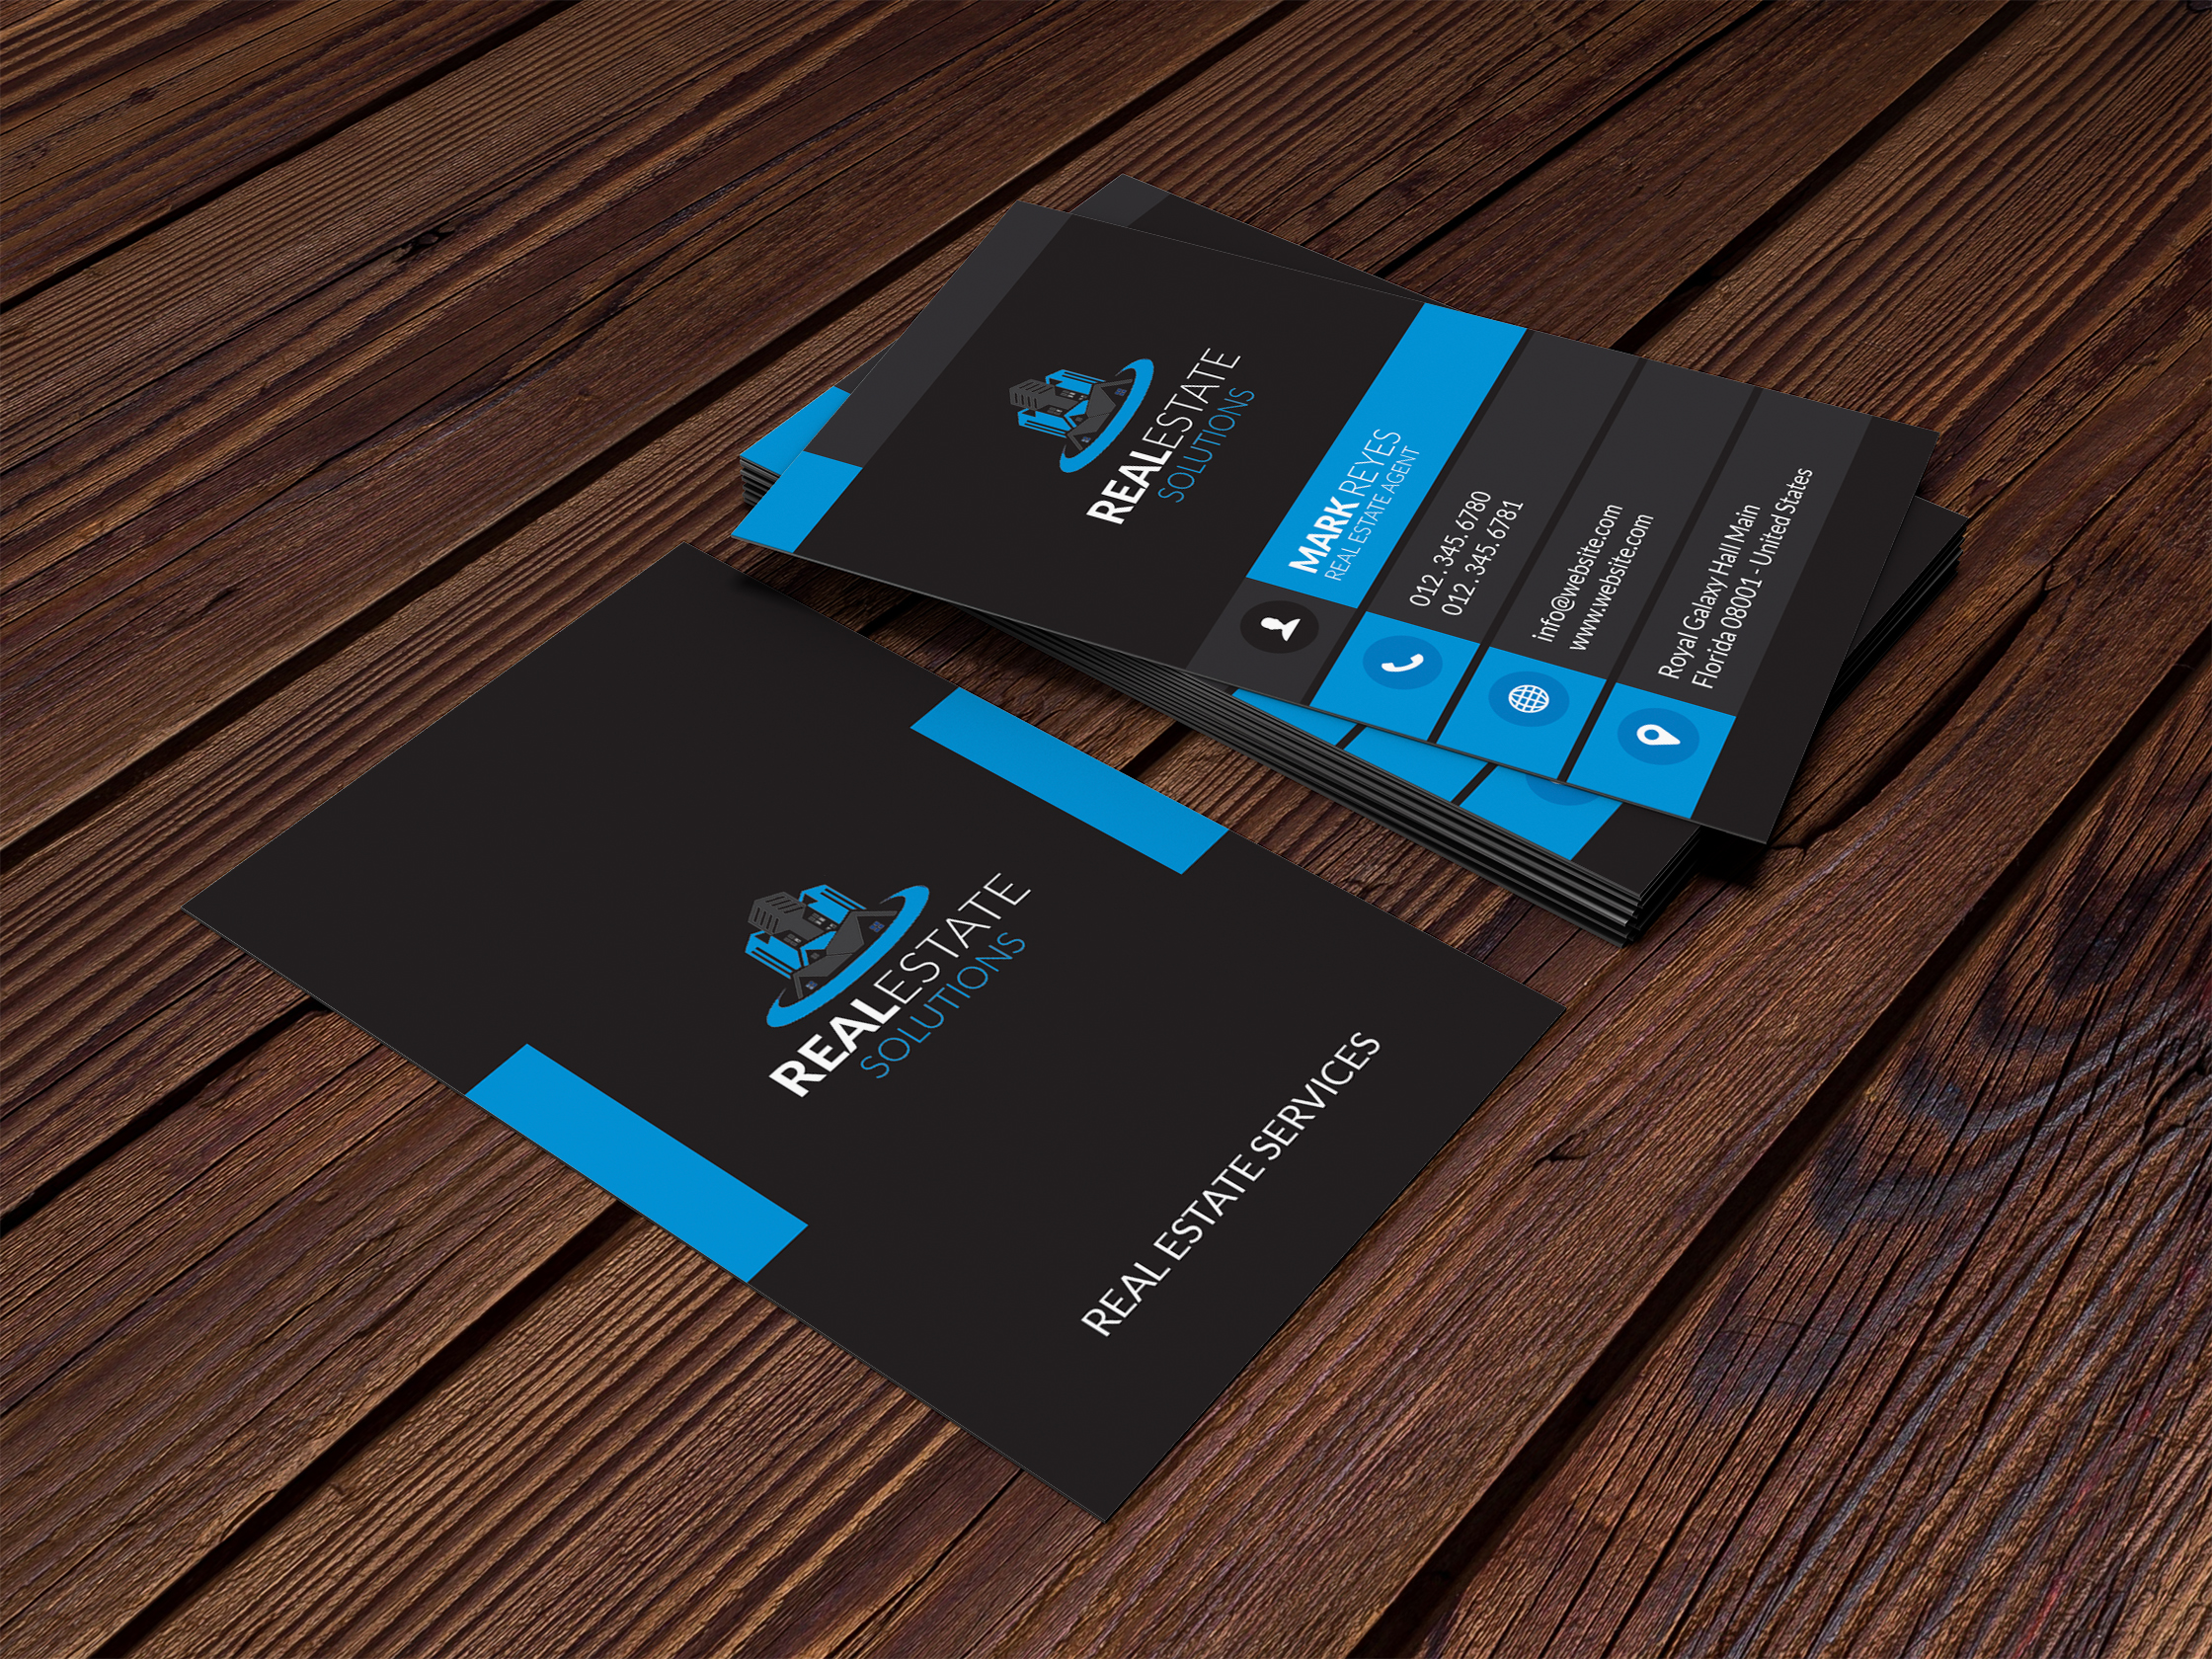 REALESTATE
SOLUTIONS
MARK REYES
REAL ESTATE AGENT
012. 345. 6780
012. 345. 6781
info@website.com
www.website.com
Royal Galaxy Hall Main
Florida 08001 - United States
REALESTATE
SOLUTIONS
REAL ESTATE SERVICES